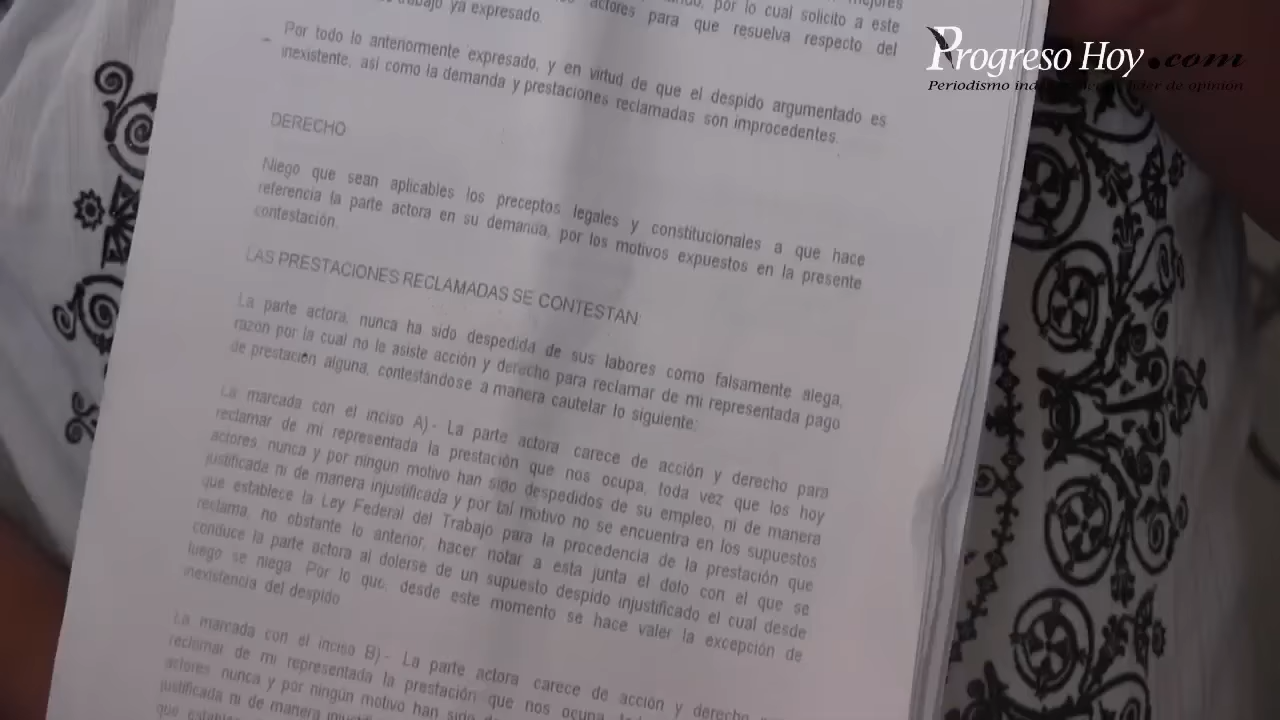 mejores
por lo cual solicito a este
actores para que resuelva respecto del
trabajo ya expresado.
Por todo lo anteriormente expresado, y en virtud de que el despido argumentado es
inexistente, así como la demanda y prestaciones reclamadas son improcedentes.
DERECHO
Niego que sean aplicables los preceptos legales y constitucionales a que hace
referencia la parte actora en su demanda, por los motivos expuestos en la presente
contestación.
LAS PRESTACIONES RECLAMADAS SE CONTESTAN:
La parte actora, nunca ha sido despedida de sus labores como falsamente alega,
razón por la cual no le asiste acción y derecho para reclamar de mi representada pago
de prestación alguna, contestándose a manera cautelar lo siguiente:
La marcada con el inciso A).- La parte actora carece de acción y derecho para
reclamar de mi representada la prestación que nos ocupa, toda vez que los hoy
actores, nunca y por ningún motivo han sido despedidos de su empleo, ni de manera
justificada ni de manera injustificada y por tal motivo no se encuentra en los supuestos
que establece la Ley Federal del Trabajo para la procedencia de la prestación que
reclama, no obstante lo anterior, hacer notar a esta junta el dolo con el que se
conduce la parte actora al dolerse de un supuesto despido injustificado el cual desde
luego se niega. Por lo que, desde este momento se hace valer la excepción de
inexistencia del despido
La marcada con el inciso B).- La parte actora carece de acción y derecho
reclamar de mi representada la prestación que nos ocupa,
actores nunca y por ningún motivo han sido
justificada ni de manera
que
Progreso Hoy.com
Periodismo líder de opinión